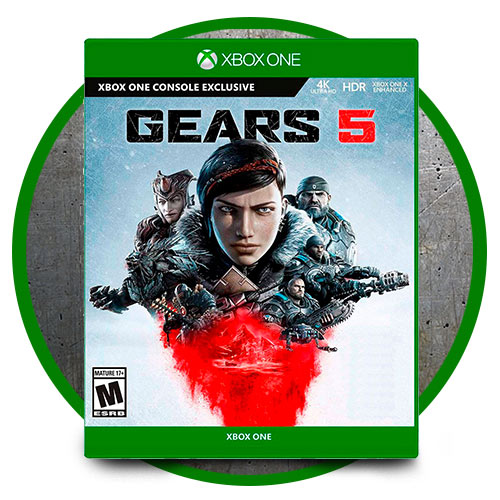 XBOX ONE
XBOX ONE CONSOLE EXCLUSIVE
4K
ULTRA HD
HDR
XBOX ONE X
ENHANCED
GEARS 5
MATURE 17+
M
ESRB
XBOX ONE